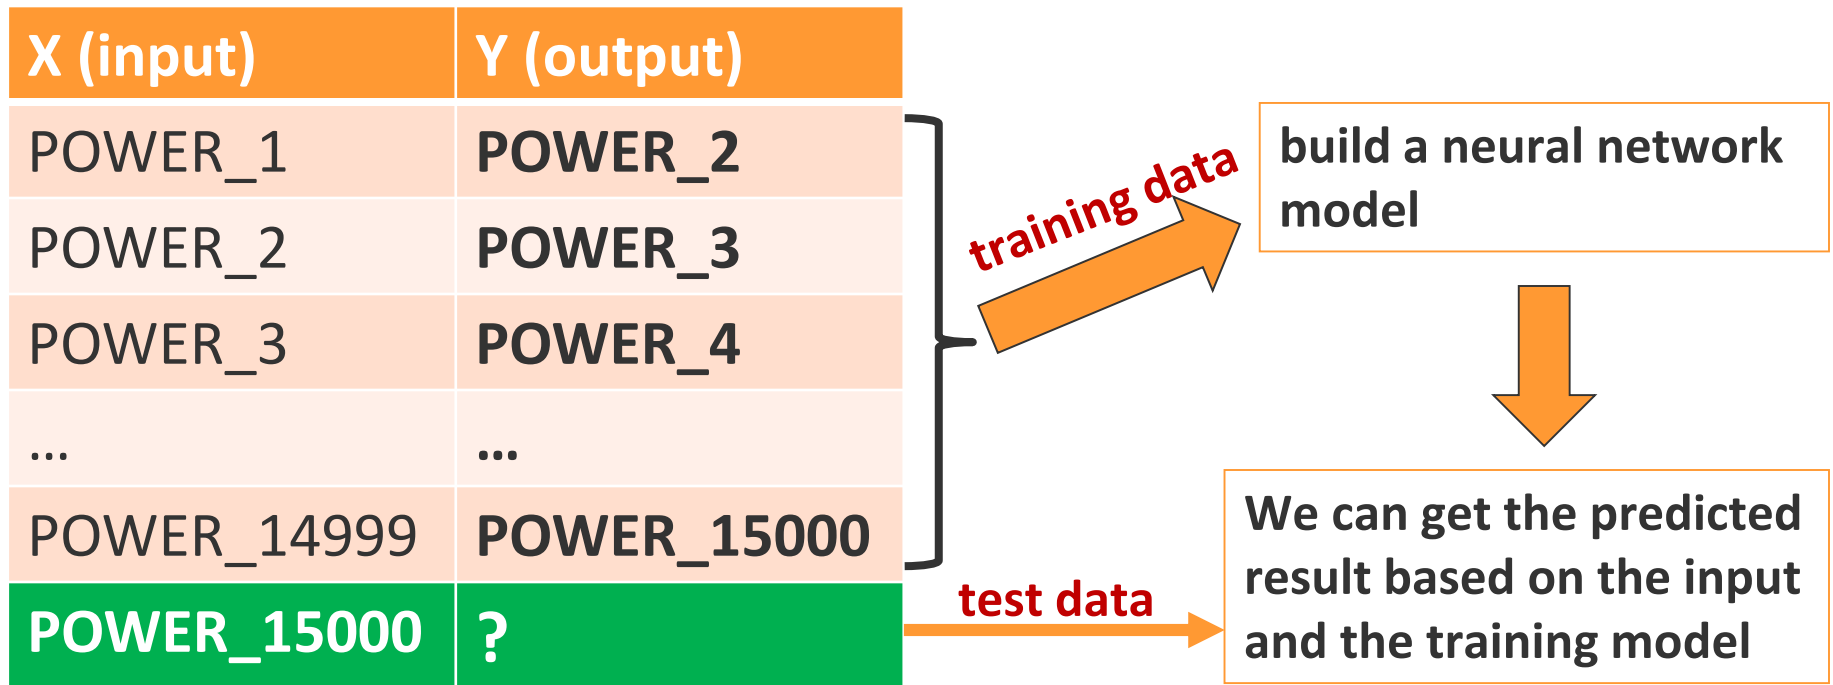 X (input) Y (output)
POWER_1 POWER_2
POWER_2 POWER_3
POWER_3 POWER_4
... ...
POWER_14999 POWER_15000
POWER_15000 ?
training data
test data
build a neural network
model
We can get the predicted
result based on the input
and the training model